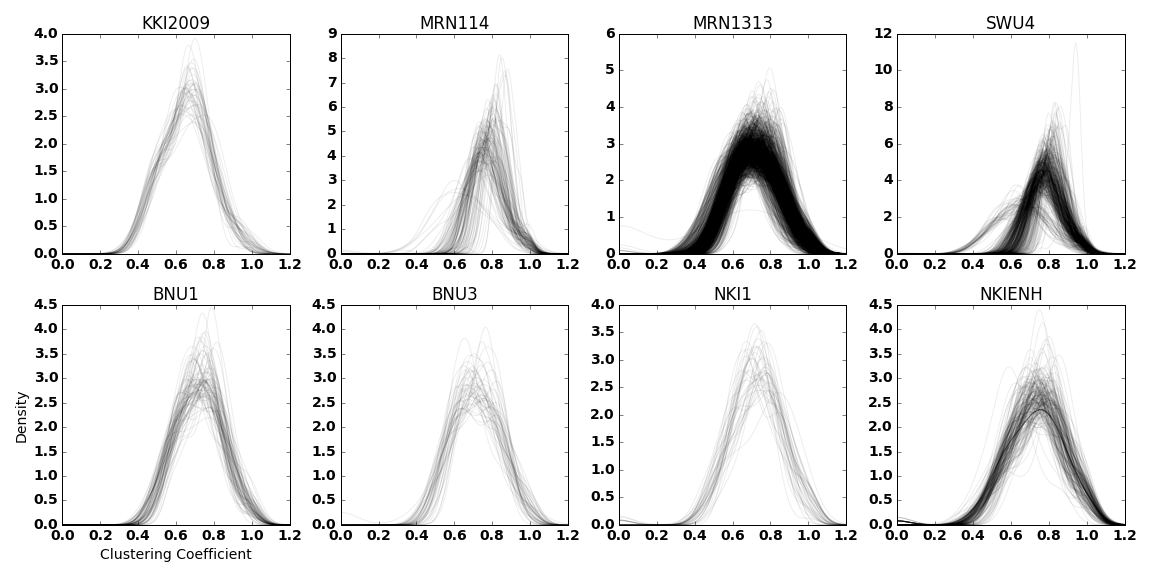 KKI2009 MRN114 MRN1313 SWU4
4.0 9 6 12
3.5 8 5 10
3.0 7 4 8
2.5 6 3 6
2.0 5 2 4
1.5 4 1 2
1.0 3 0 0
0.5 2
0.0 1
0
0.0 0.2 0.4 0.6 0.8 1.0 1.2 0.0 0.2 0.4 0.6 0.8 1.0 1.2 0.0 0.2 0.4 0.6 0.8 1.0 1.2 0.0 0.2 0.4 0.6 0.8 1.0 1.2
BNU1 BNU3 NKI1 NKIENH
4.5 3.5 4.0 4.5
4.0 4.0 3.5 4.0
3.5 3.5 3.0 3.5
3.0 3.0 2.5 3.0
2.5 2.5 2.0 2.5
2.0 2.0 1.5 2.0
1.5 1.5 1.0 1.5
1.0 1.0 0.5 1.0
0.5 0.5 0.0 0.5
0.0 0.0 0.0
Density
0.0 0.2 0.4 0.6 0.8 1.0 1.2 0.0 0.2 0.4 0.6 0.8 1.0 1.2 0.0 0.2 0.4 0.6 0.8 1.0 1.2 0.0 0.2 0.4 0.6 0.8 1.0 1.2
Clustering Coefficient